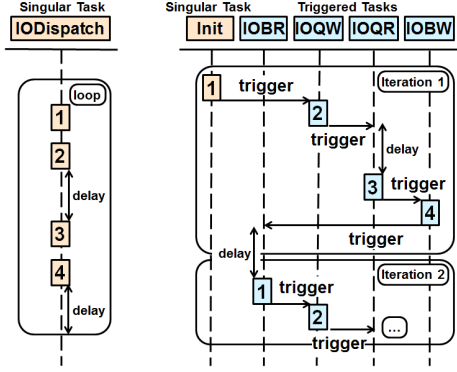 Singular Task
IODispatch
loop
1
2
delay
3
4
delay
Singular Task Triggered Tasks
Init IOBR IOQW IOQR IOBW
Iteration 1
1
trigger
2
trigger
delay
3
trigger
4
trigger
delay
Iteration 2
1
trigger
2
trigger
...